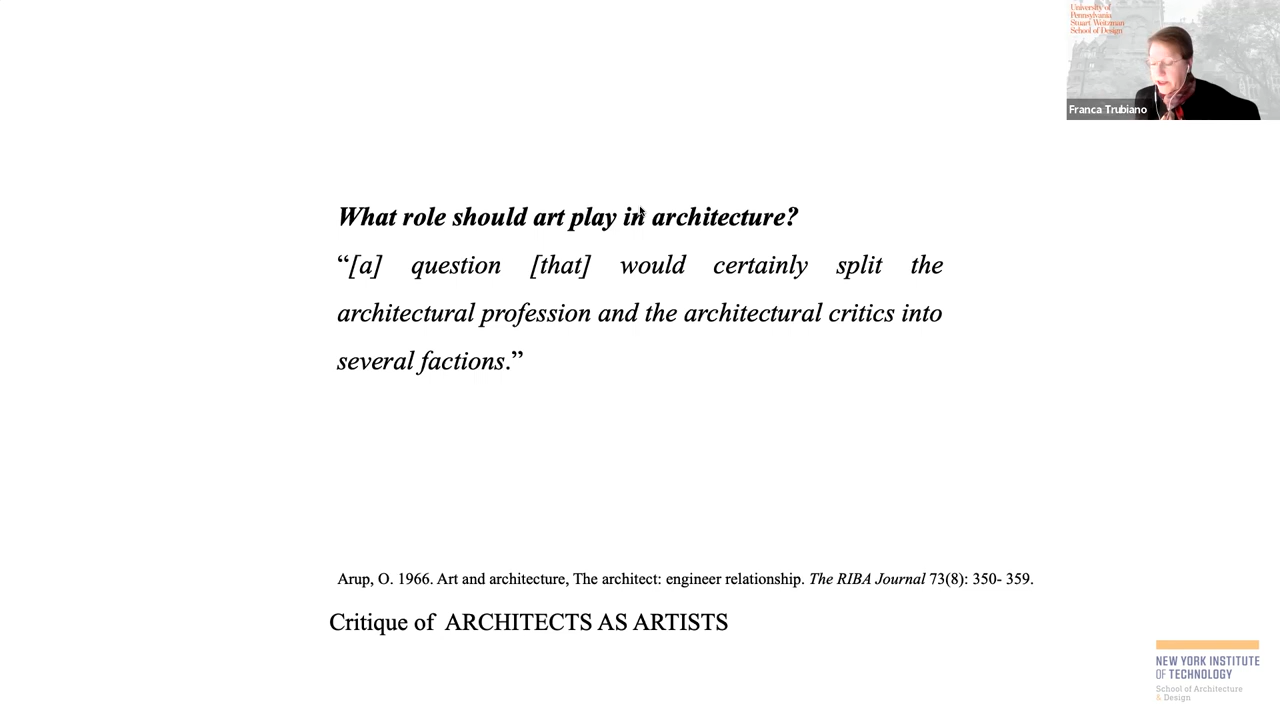 University of
Pennsylvania
Stuart Weitzman
School of Design
Franca Trubiano
What role should art play in architecture?
“[a] question [that] would certainly split the
architectural profession and the architectural critics into
several factions.”
Arup, O. 1966. Art and architecture, The architect: engineer relationship. The RIBA Journal 73(8): 350- 359.
Critique of ARCHITECTS AS ARTISTS
NEW YORK INSTITUTE
OF TECHNOLOGY
School of Architecture
& Design